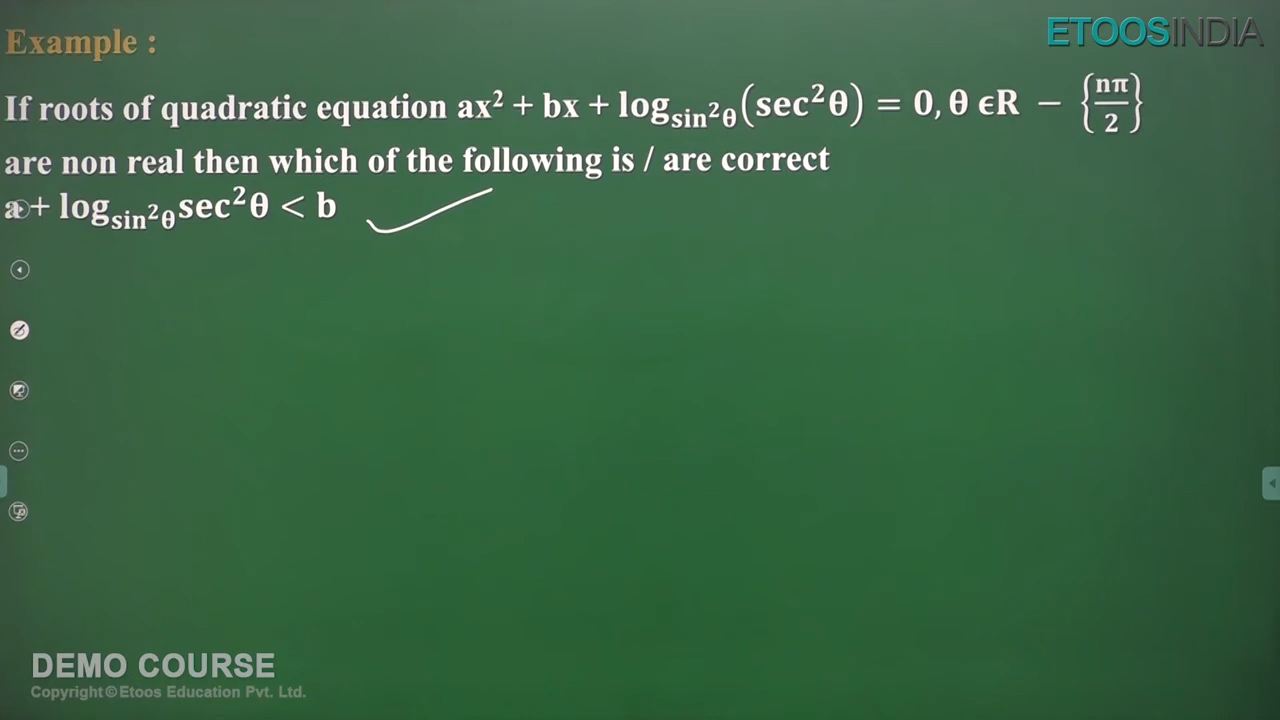 Example :
ETOOSINDIA
If roots of quadratic equation ax² + bx + log_{sin²θ}(sec²θ) = 0, θ ϵR − {nπ/2}
are non real then which of the following is / are correct
a + log_{sin²θ}sec²θ < b
DEMO COURSE
Copyright © Etoos Education Pvt. Ltd.